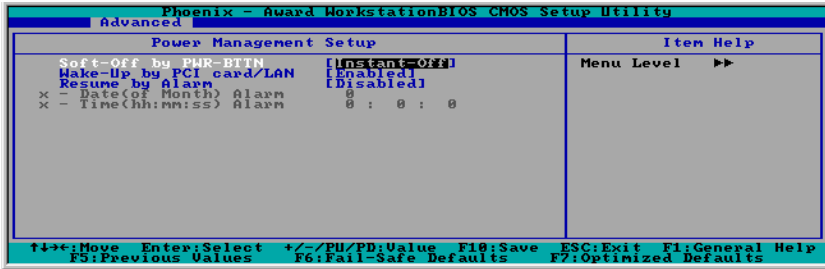 Phoenix - Award WorkstationBIOS CMOS Setup Utility
Advanced
Power Management Setup
Item Help
Soft-Off by PWR-BTTN [Instant-Off]
Menu Level ▶▶
Wake-Up by PCI card/LAN [Enabled]
Resume by Alarm [Disabled]
x - Date(of Month) Alarm 0
x - Time(hh:mm:ss) Alarm 0 : 0 : 0
↑↓→←:Move Enter:Select +/-/PU/PD:Value F10:Save ESC:Exit F1:General Help
F5:Previous Values F6:Fail-Safe Defaults F7:Optimized Defaults